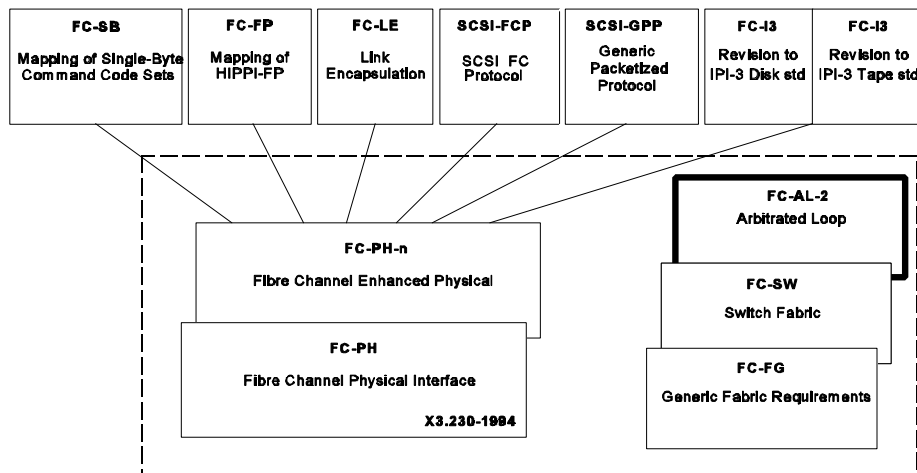 FC-SB
Mapping of Single-Byte
Command Code Sets
FC-FP
Mapping of
HIPPI-FP
FC-LE
Link
Encapsulation
SCSI-FCP
SCSI FC
Protocol
SCSI-GPP
Generic
Packetized
Protocol
FC-I3
Revision to
IPI-3 Disk std
FC-I3
Revision to
IPI-3 Tape std
FC-PH-n
Fibre Channel Enhanced Physical
FC-PH
Fibre Channel Physical Interface
X3.230-1994
FC-AL-2
Arbitrated Loop
FC-SW
Switch Fabric
FC-FG
Generic Fabric Requirements